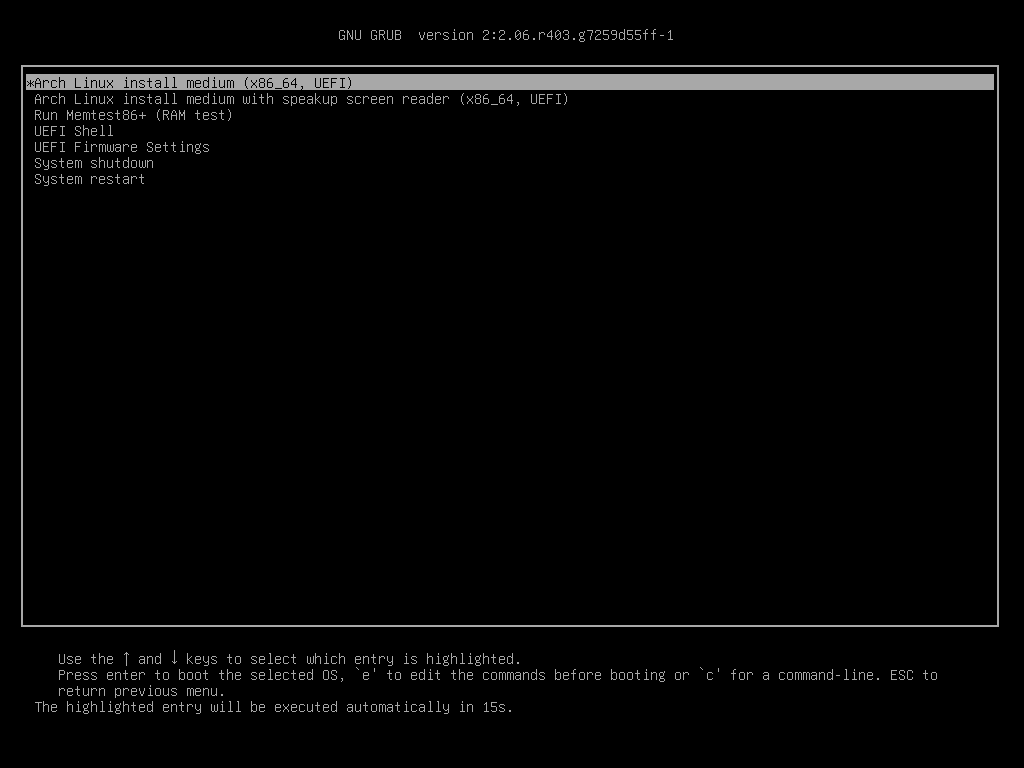 GNU GRUB  version 2:2.06.r403.g7259d55ff-1
*Arch Linux install medium (x86_64, UEFI)
Arch Linux install medium with speakup screen reader (x86_64, UEFI)
Run Memtest86+ (RAM test)
UEFI Shell
UEFI Firmware Settings
System shutdown
System restart
Use the ↑ and ↓ keys to select which entry is highlighted.
Press enter to boot the selected OS, `e' to edit the commands before booting or `c' for a command-line. ESC to
return previous menu.
The highlighted entry will be executed automatically in 15s.